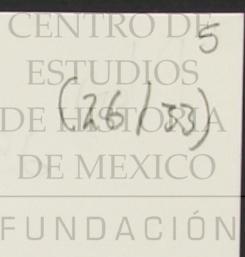 CENTRO DE
5
ESTUDIOS
DE HISTORIA
(26/33)
DE MEXICO
FUNDACIÓN